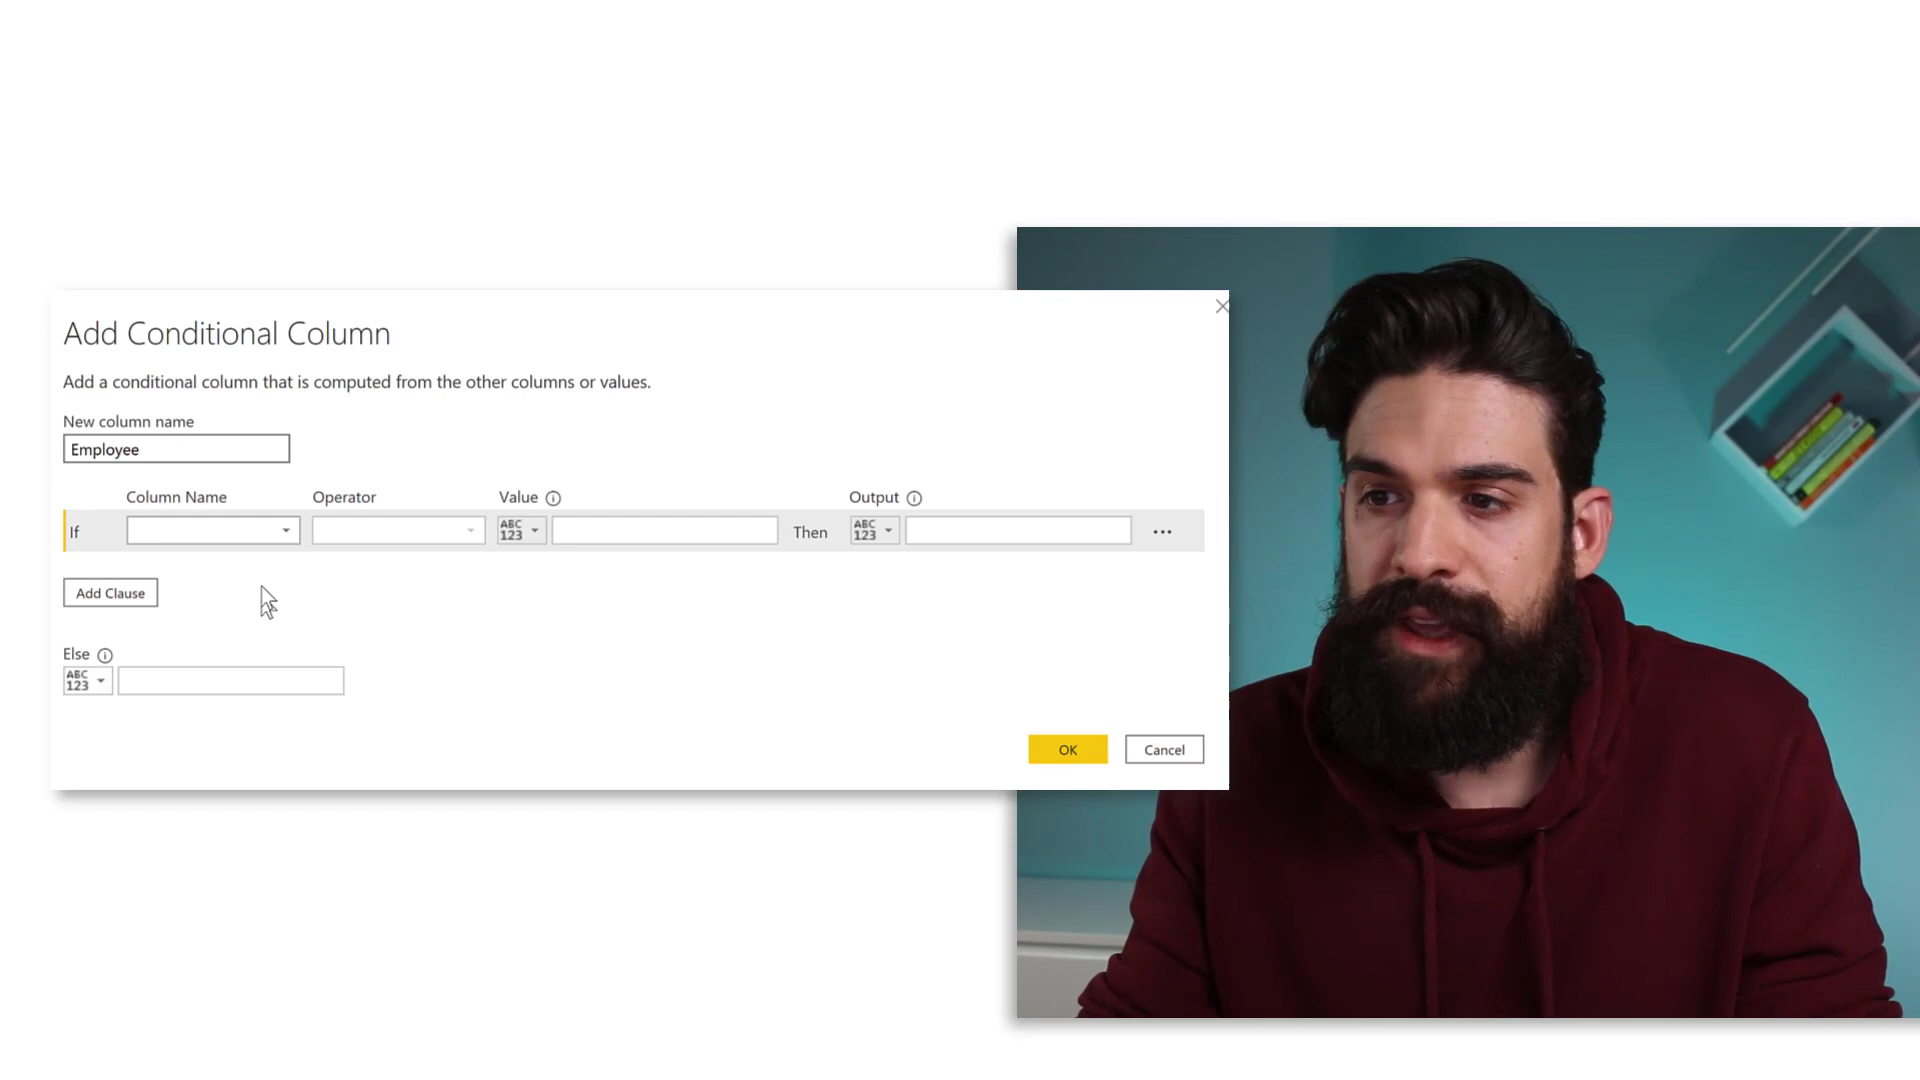 Add Conditional Column
Add a conditional column that is computed from the other columns or values.
New column name
Employee
Column Name Operator Value Output
If ABC 123 Then ABC 123 ...
Add Clause
Else
ABC 123
OK Cancel